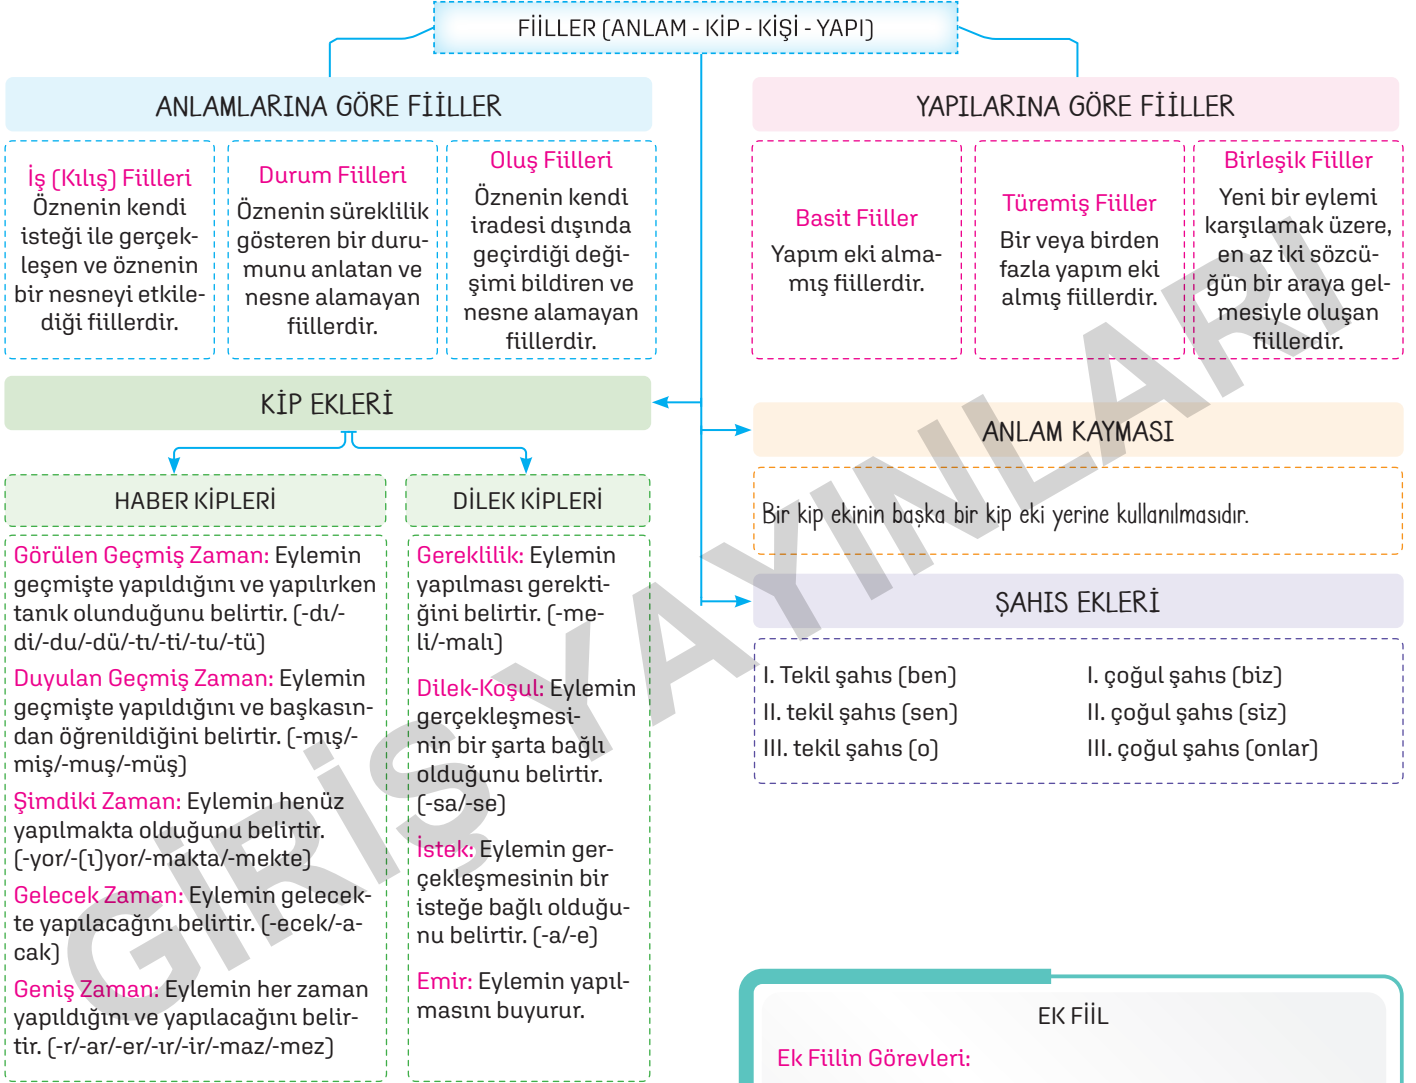 FİİLLER (ANLAM - KİP - KİŞİ - YAPI)
ANLAMLARINA GÖRE FİİLLER
İş (Kılış) Fiilleri
Öznenin kendi
isteği ile gerçek-
leşen ve öznenin
bir nesneyi etkile-
diği fiillerdir.
Durum Fiilleri
Öznenin süreklilik
gösteren bir duru-
munu anlatan ve
nesne alamayan
fiillerdir.
Oluş Fiilleri
Öznenin kendi
iradesi dışında
geçirdiği deği-
şimi bildiren ve
nesne alamayan
fiillerdir.
YAPILARINA GÖRE FİİLLER
Basit Fiiller
Yapım eki alma-
mış fiillerdir.
Türemiş Fiiller
Bir veya birden
fazla yapım eki
almış fiillerdir.
Birleşik Fiiller
Yeni bir eylemi
karşılamak üzere,
en az iki sözcü-
ğün bir araya gel-
mesiyle oluşan
fiillerdir.
KİP EKLERİ
HABER KİPLERİ
Görülen Geçmiş Zaman: Eylemin
geçmişte yapıldığını ve yapılırken
tanık olunduğunu belirtir. (-dı/-
di/-du/-dü/-tı/-ti/-tu/-tü)
Duyulan Geçmiş Zaman: Eylemin
geçmişte yapıldığını ve başkasın-
dan öğrenildiğini belirtir. (-mış/-
miş/-muş/-müş)
Şimdiki Zaman: Eylemin henüz
yapılmakta olduğunu belirtir.
(-yor/-(ı)yor/-makta/-mekte)
Gelecek Zaman: Eylemin gelecek-
te yapılacağını belirtir. (-ecek/-a-
cak)
Geniş Zaman: Eylemin her zaman
yapıldığını ve yapılacağını belir-
tir. (-r/-ar/-er/-ır/-ir/-maz/-mez)
DİLEK KİPLERİ
Gereklilik: Eylemin
yapılması gerekti-
ğini belirtir. (-me-
li/-malı)
Dilek-Koşul: Eylemin
gerçekleşmesi-
nin bir şarta bağlı
olduğunu belirtir.
(-sa/-se)
İstek: Eylemin ger-
çekleşmesinin bir
isteğe bağlı olduğu-
nu belirtir. (-a/-e)
Emir: Eylemin yapıl-
masını buyurur.
ANLAM KAYMASI
Bir kip ekinin başka bir kip eki yerine kullanılmasıdır.
ŞAHIS EKLERİ
I. Tekil şahıs (ben)
II. tekil şahıs (sen)
III. tekil şahıs (o)
I. çoğul şahıs (biz)
II. çoğul şahıs (siz)
III. çoğul şahıs (onlar)
EK FİİL
Ek Fiilin Görevleri:
GİRİŞ YAYINLARI